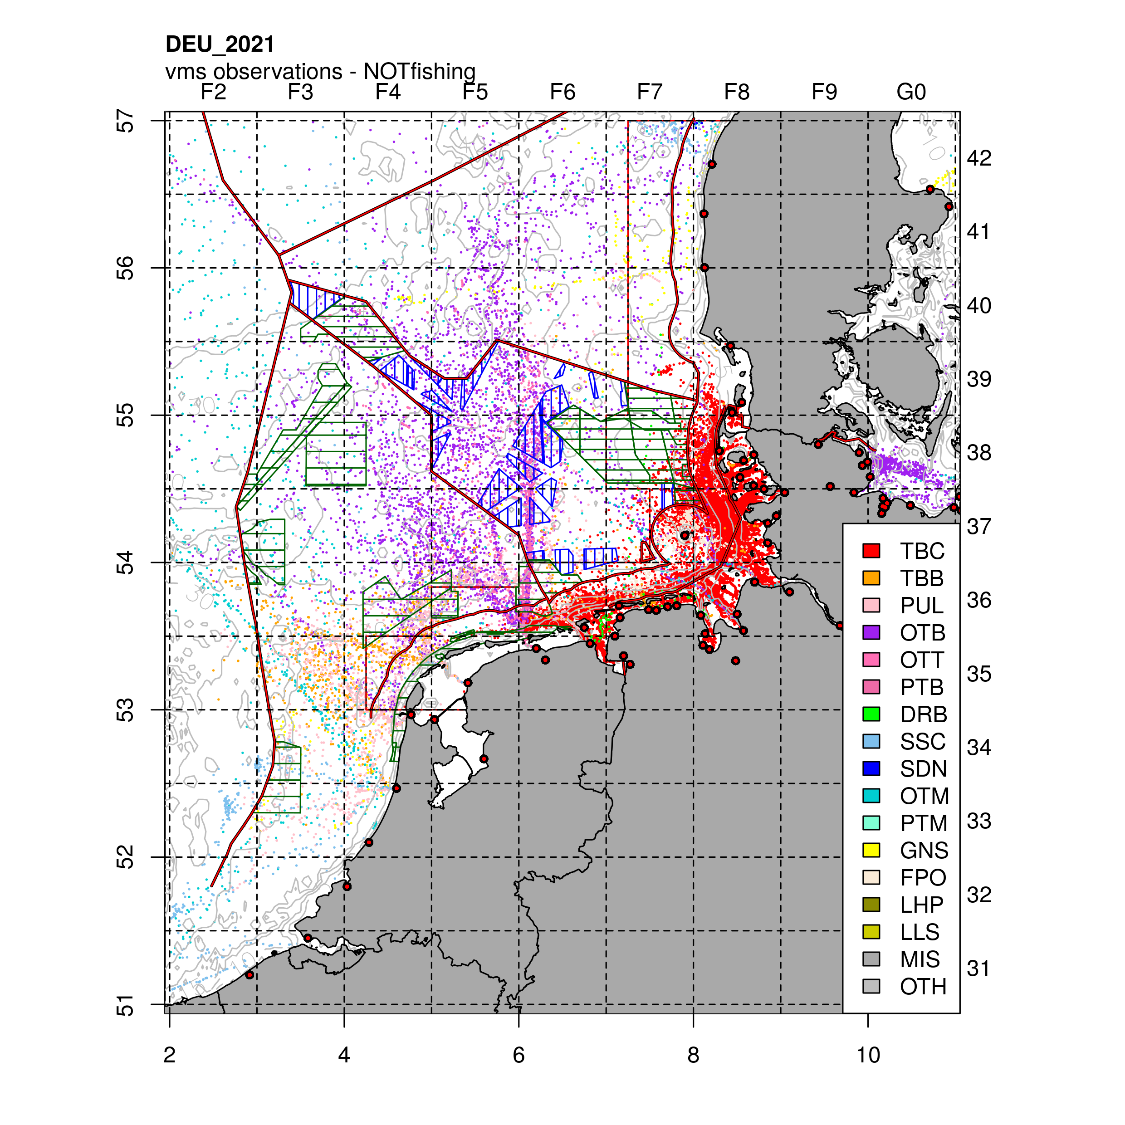 DEU_2021
vms observations - NOTfishing
F2 F3 F4 F5 F6 F7 F8 F9 G0
57
56
55
54
53
52
51
42
41
40
39
38
37
36
35
34
33
32
31
TBC
TBB
PUL
OTB
OTT
PTB
DRB
SSC
SDN
OTM
PTM
GNS
FPO
LHP
LLS
MIS
OTH
2 4 6 8 10